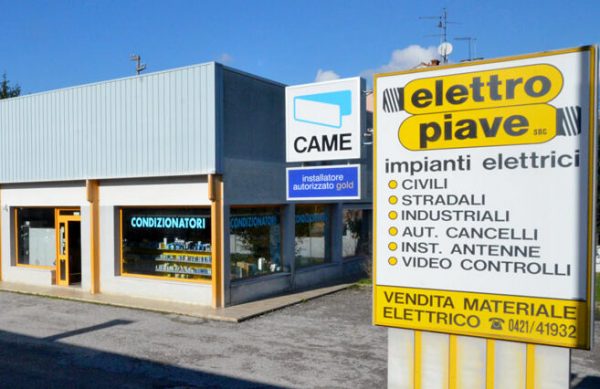 CAME
installatore
autorizzato gold
CONDIZIONATORI
CONDIZIONATORI
elettro
piave SDG
impianti elettrici
CIVILI
STRADALI
INDUSTRIALI
AUT. CANCELLI
INST. ANTENNE
VIDEO CONTROLLI
VENDITA MATERIALE
ELETTRICO ☎ 0421/41932